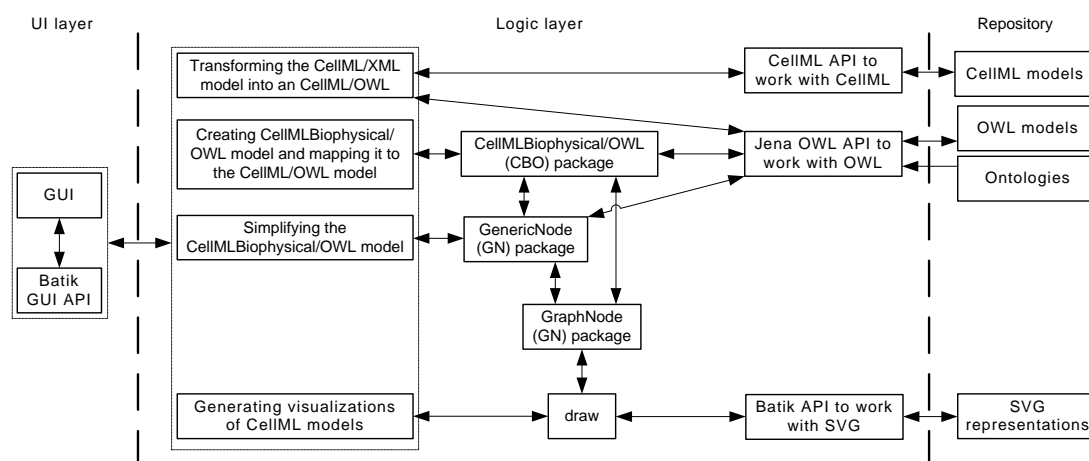 UI layer
Logic layer
Repository
Transforming the CellML/XML
model into an CellML/OWL
CellML API to
work with CellML
CellML models
Creating CellMLBiophysical/
OWL model and mapping it to
the CellML/OWL model
CellMLBiophysical/OWL
(CBO) package
Jena OWL API to
work with OWL
OWL models
Ontologies
GUI
Batik
GUI API
Simplifying the
CellMLBiophysical/OWL model
GenericNode
(GN) package
GraphNode
(GN) package
Generating visualizations
of CellML models
draw
Batik API to work
with SVG
SVG
representations